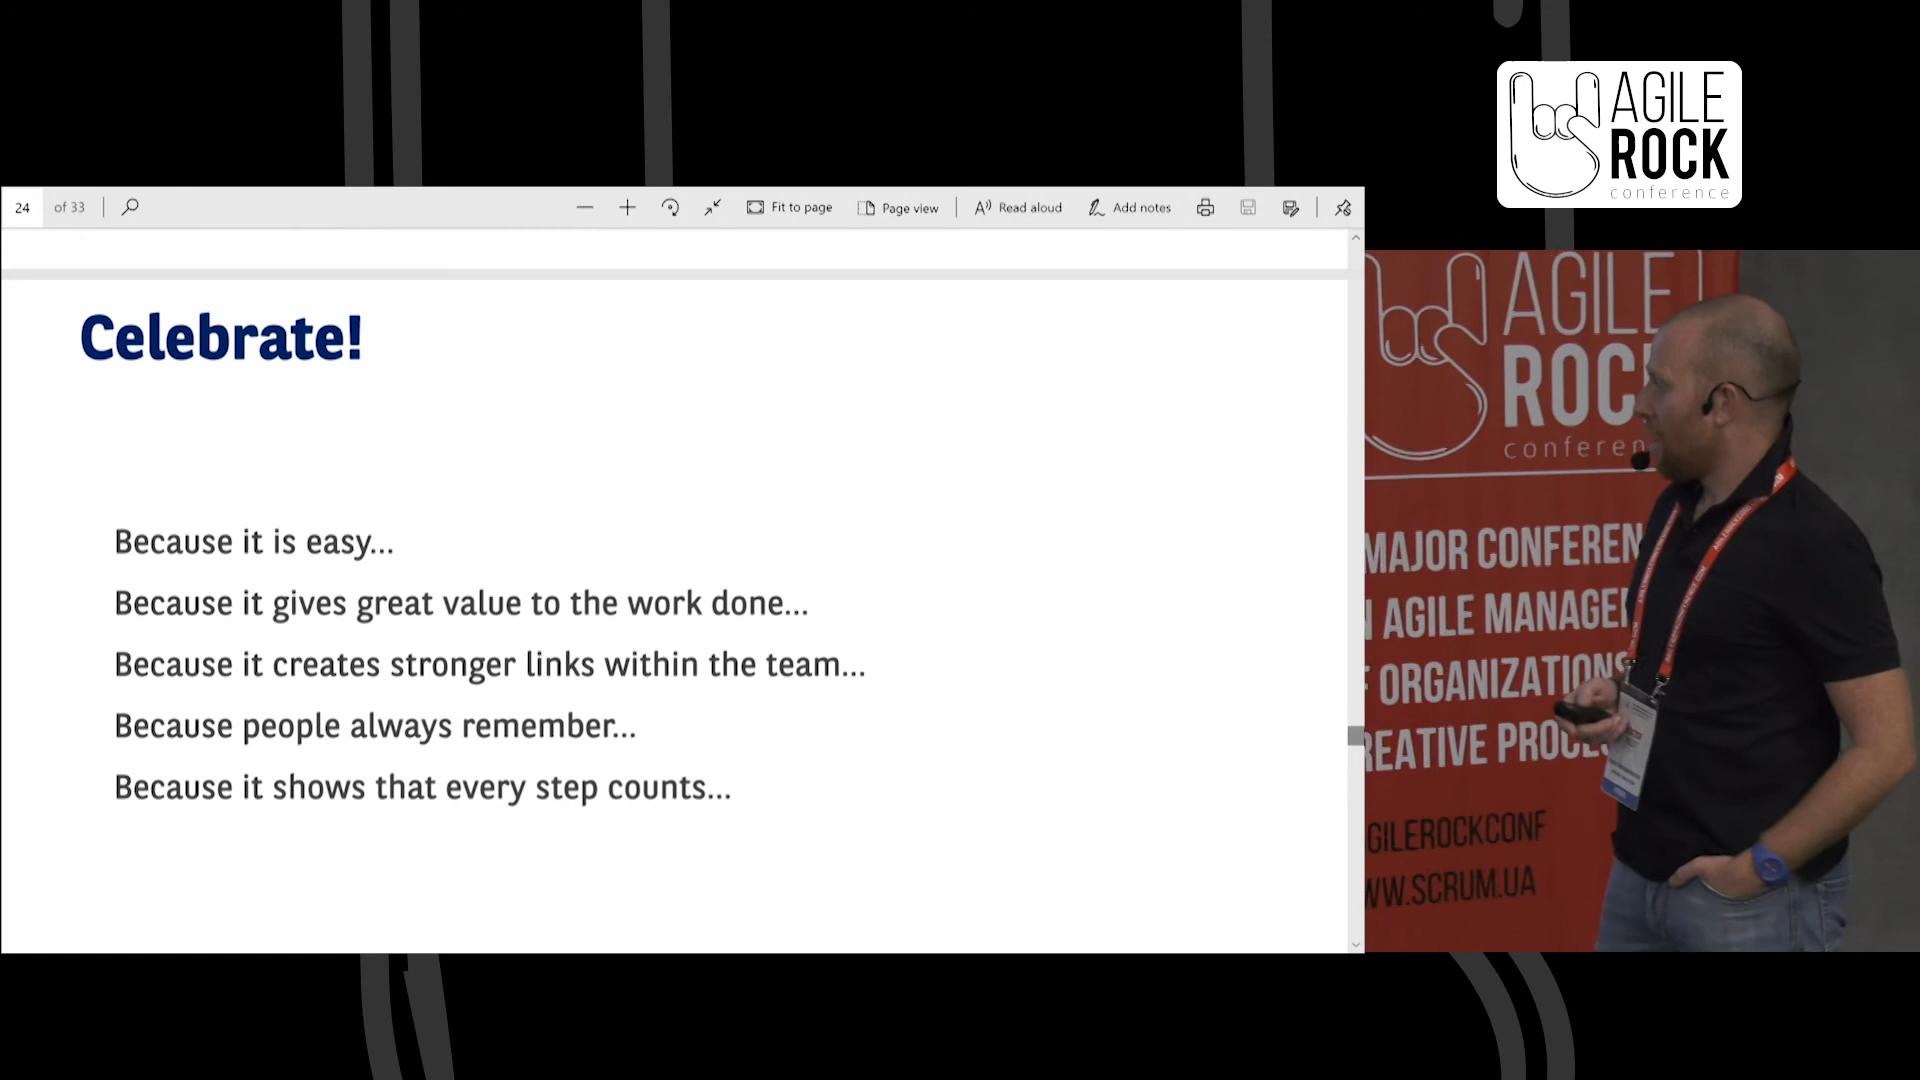 AGILE
ROCK
conference
24 of 33
Fit to page
Page view
Read aloud
Add notes
Celebrate!
Because it is easy...
Because it gives great value to the work done...
Because it creates stronger links within the team...
Because people always remember...
Because it shows that every step counts...
AGILE
ROC
conferen
MAJOR CONFEREN
AGILE MANAGE
ORGANIZATIONS
REATIVE PROCE
GILEROCKCONF
WW.SCRUM.UA